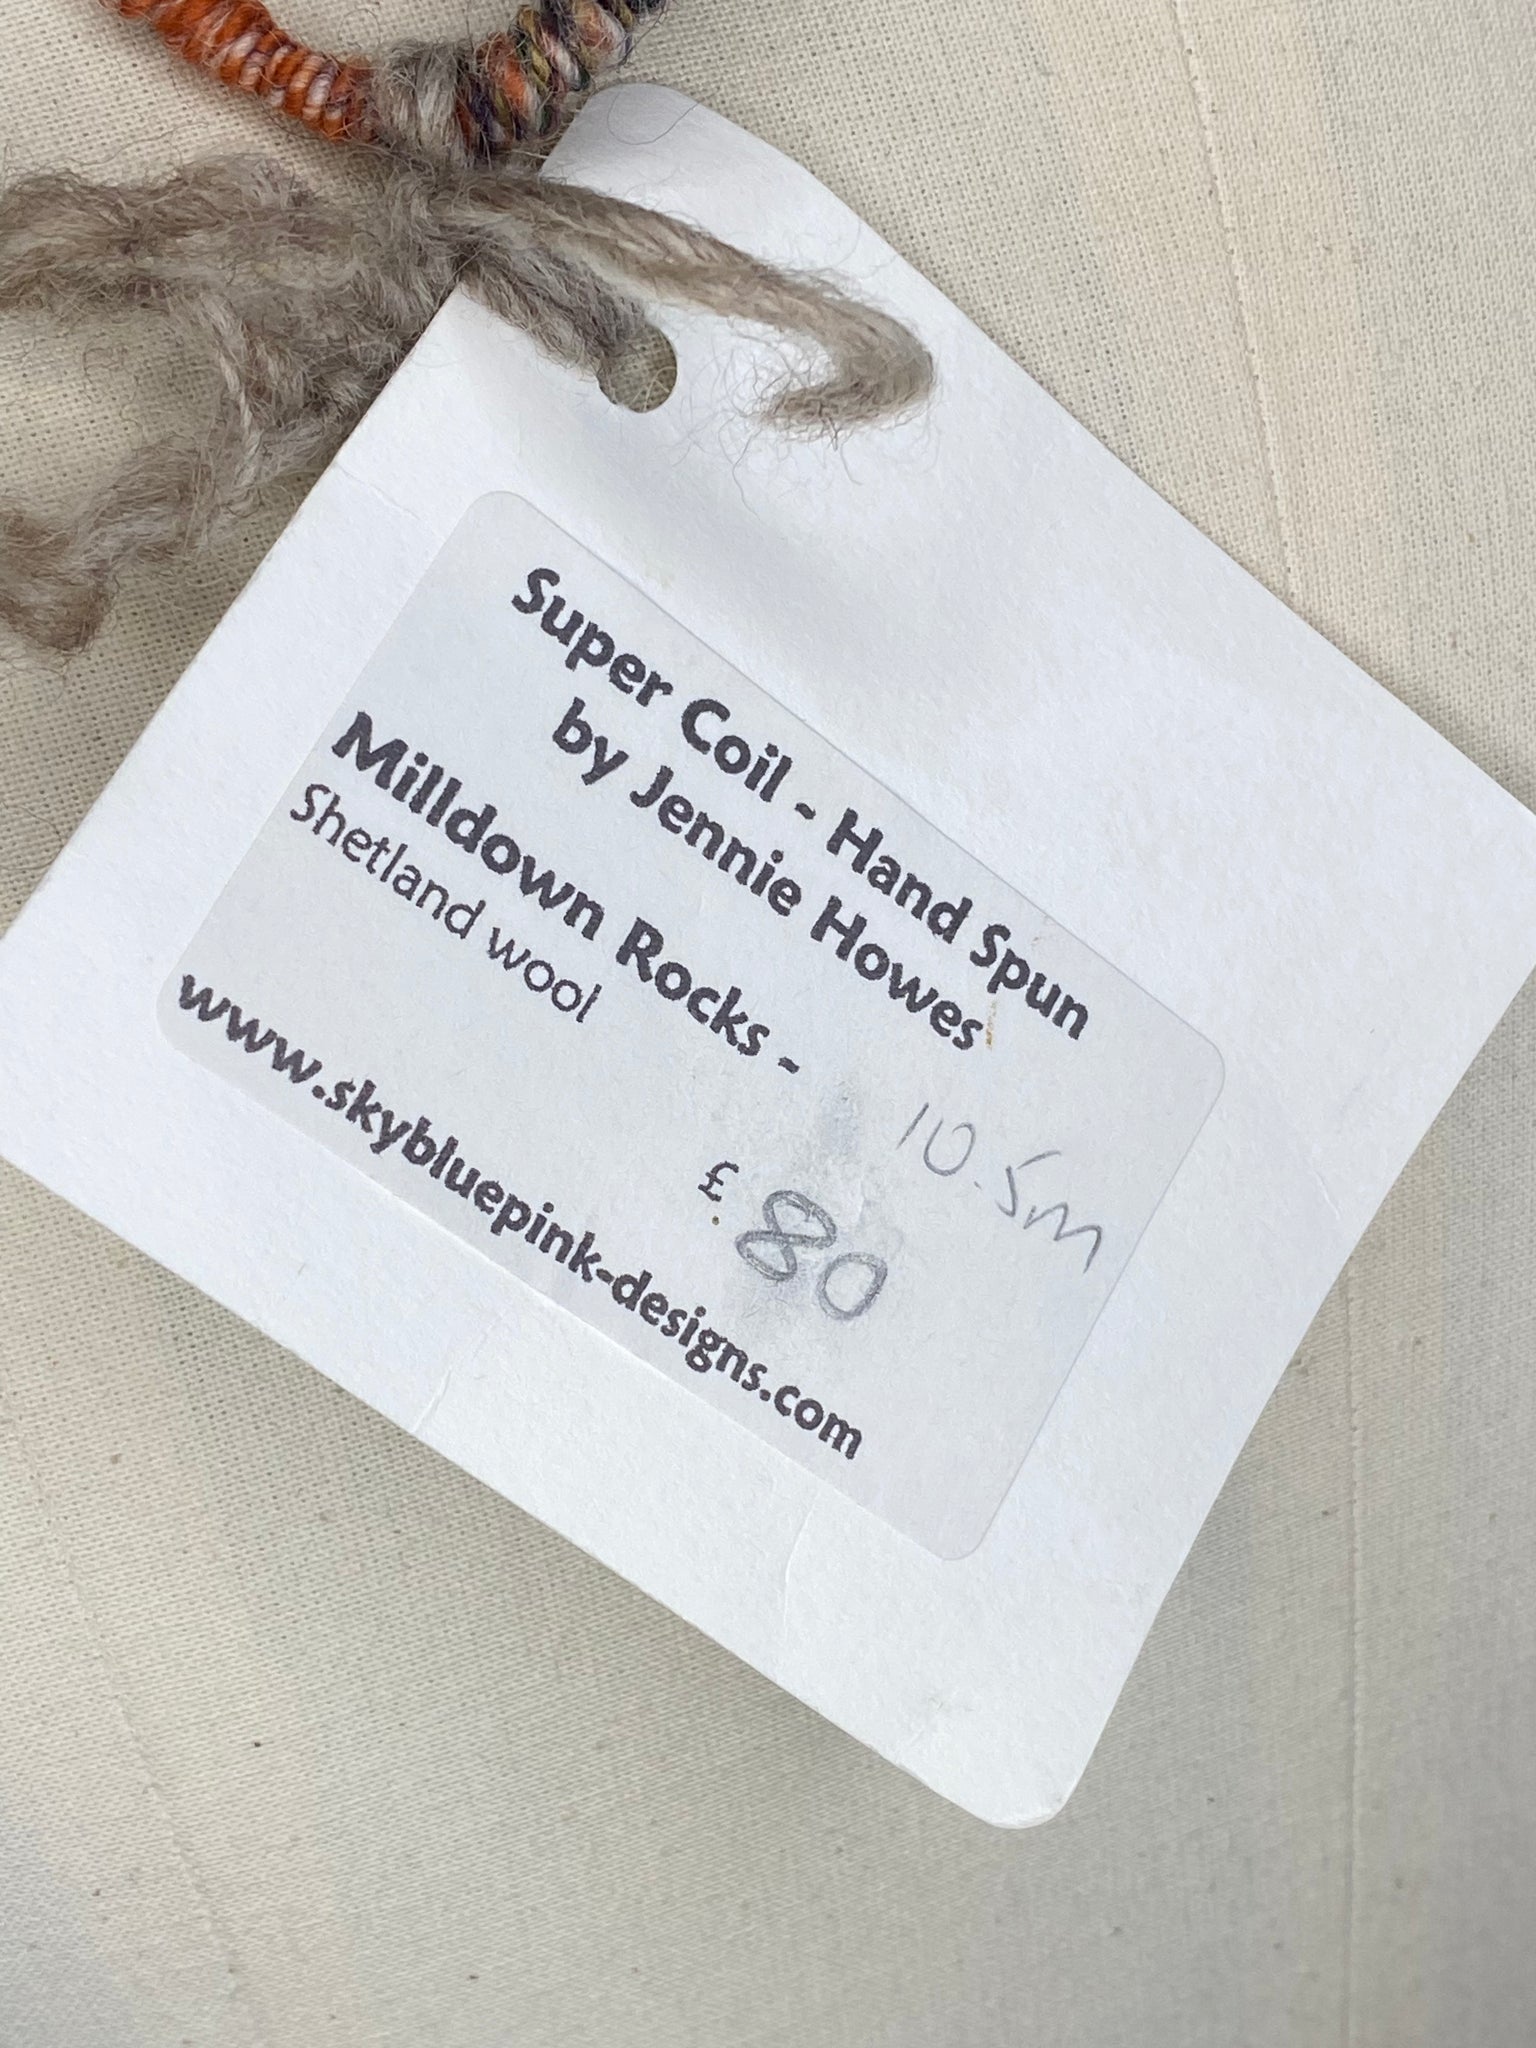 Super Coil - Hand Spun
by Jennie Howes
Milldown Rocks -
Shetland wool
10.5m
£ 80
www.skybluepink-designs.com